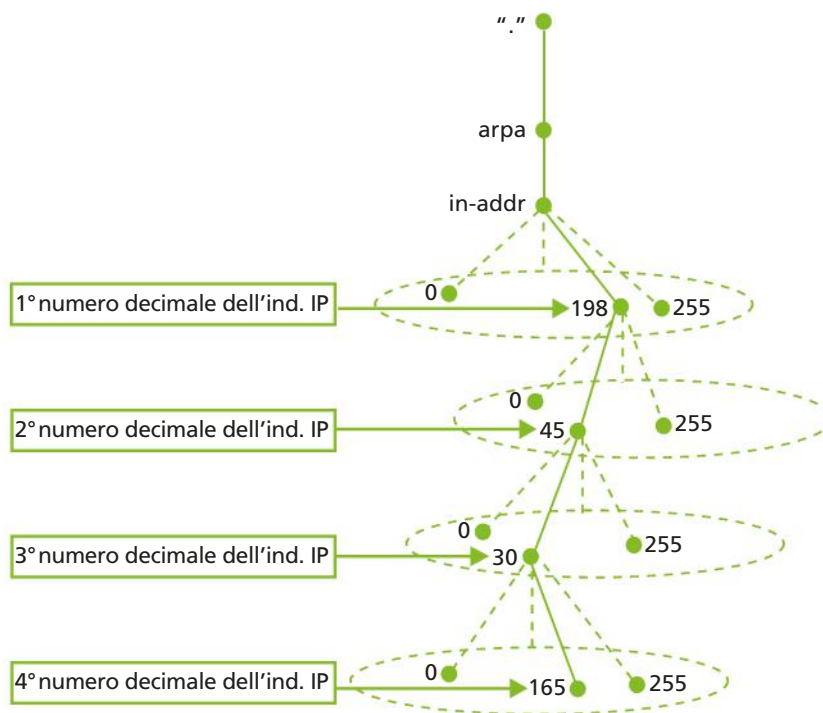 “.”
arpa
in-addr
1° numero decimale dell’ind. IP
0
198
255
2° numero decimale dell’ind. IP
0
45
255
3° numero decimale dell’ind. IP
0
30
255
4° numero decimale dell’ind. IP
0
165
255